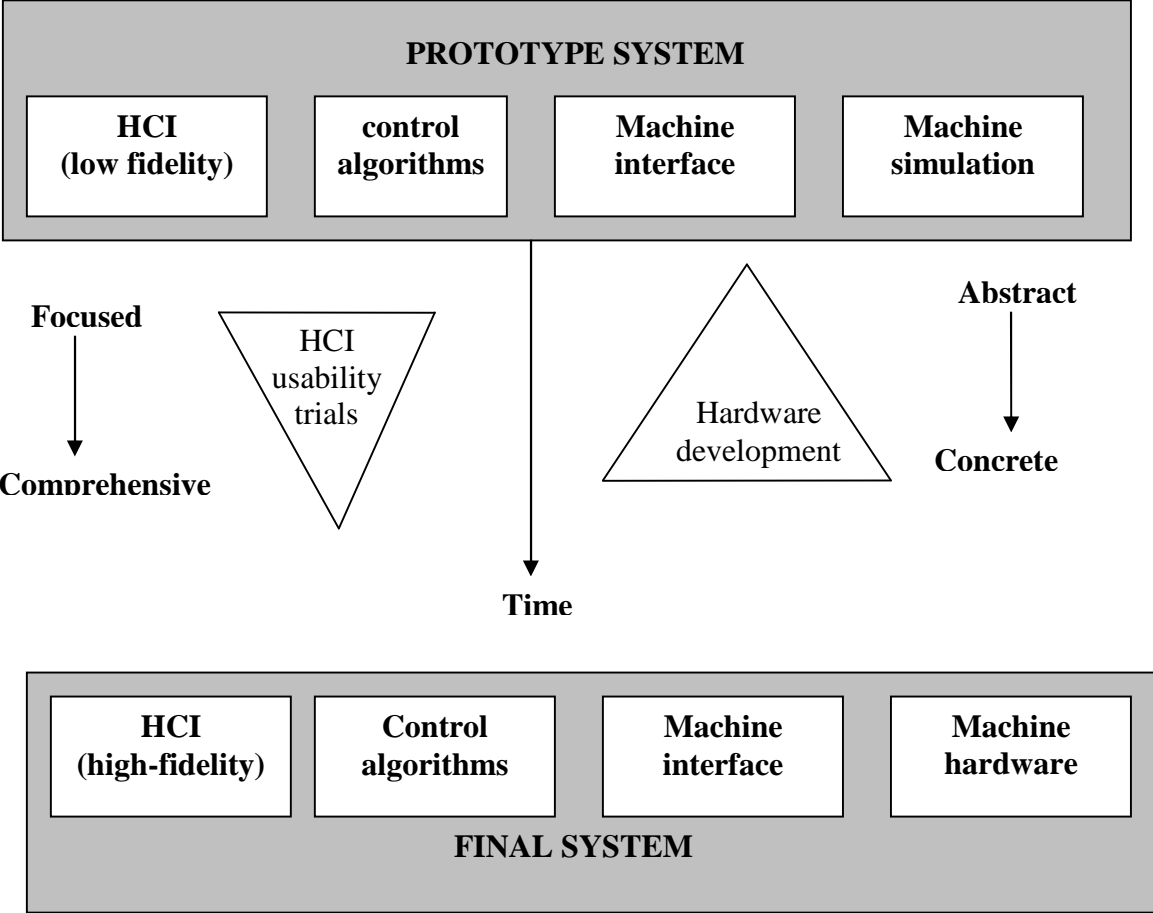 PROTOTYPE SYSTEM
HCI
(low fidelity)
control
algorithms
Machine
interface
Machine
simulation
Focused
Comprehensive
HCI
usability
trials
Time
Hardware
development
Abstract
Concrete
HCI
(high-fidelity)
Control
algorithms
Machine
interface
Machine
hardware
FINAL SYSTEM